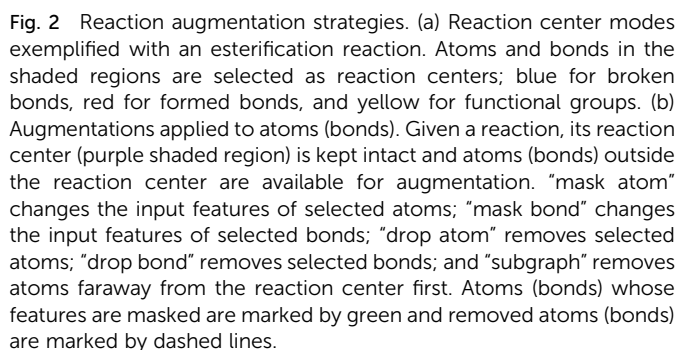 Fig. 2 Reaction augmentation strategies. (a) Reaction center modes
exemplified with an esterification reaction. Atoms and bonds in the
shaded regions are selected as reaction centers; blue for broken
bonds, red for formed bonds, and yellow for functional groups. (b)
Augmentations applied to atoms (bonds). Given a reaction, its reaction
center (purple shaded region) is kept intact and atoms (bonds) outside
the reaction center are available for augmentation. “mask atom”
changes the input features of selected atoms; “mask bond” changes
the input features of selected bonds; “drop atom” removes selected
atoms; “drop bond” removes selected bonds; and “subgraph” removes
atoms faraway from the reaction center first. Atoms (bonds) whose
features are masked are marked by green and removed atoms (bonds)
are marked by dashed lines.